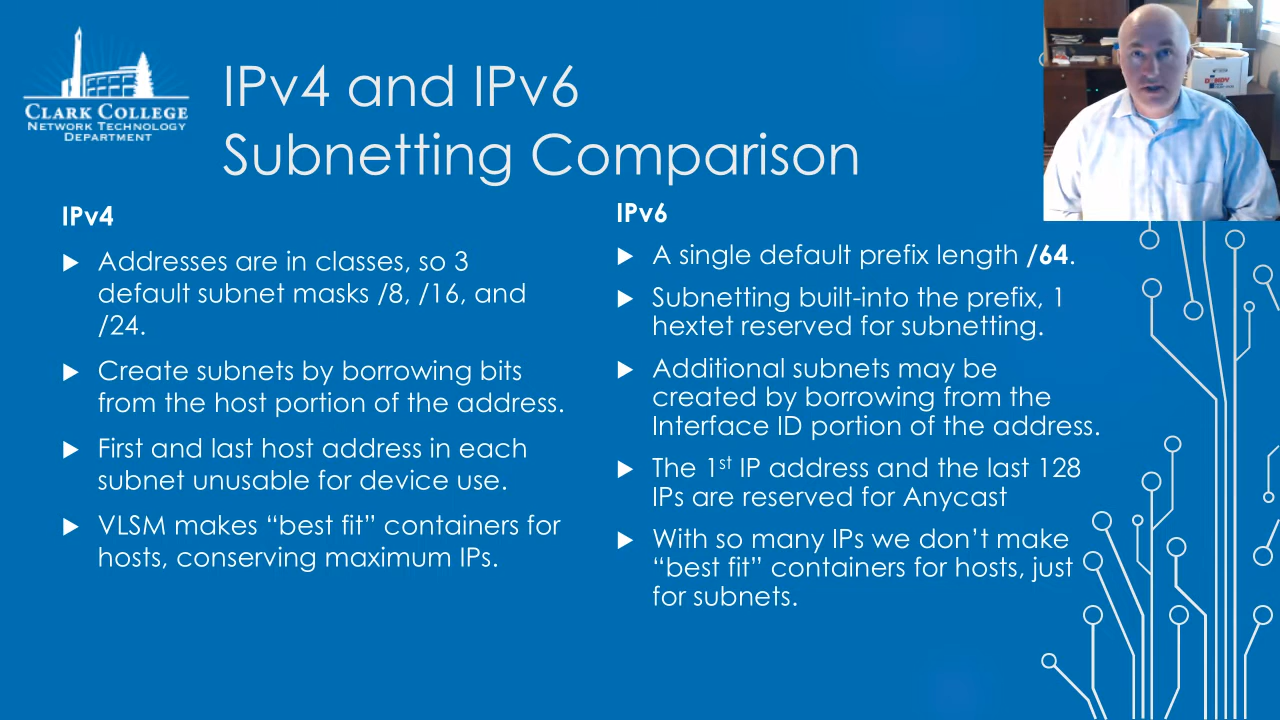 CLARK COLLEGE
NETWORK TECHNOLOGY
DEPARTMENT
IPv4 and IPv6
Subnetting Comparison
IPv4
Addresses are in classes, so 3
default subnet masks /8, /16, and
/24.
Create subnets by borrowing bits
from the host portion of the address.
First and last host address in each
subnet unusable for device use.
VLSM makes “best fit” containers for
hosts, conserving maximum IPs.
IPv6
A single default prefix length /64.
Subnetting built-into the prefix, 1
hextet reserved for subnetting.
Additional subnets may be
created by borrowing from the
Interface ID portion of the address.
The 1st IP address and the last 128
IPs are reserved for Anycast
With so many IPs we don’t make
“best fit” containers for hosts, just
for subnets.